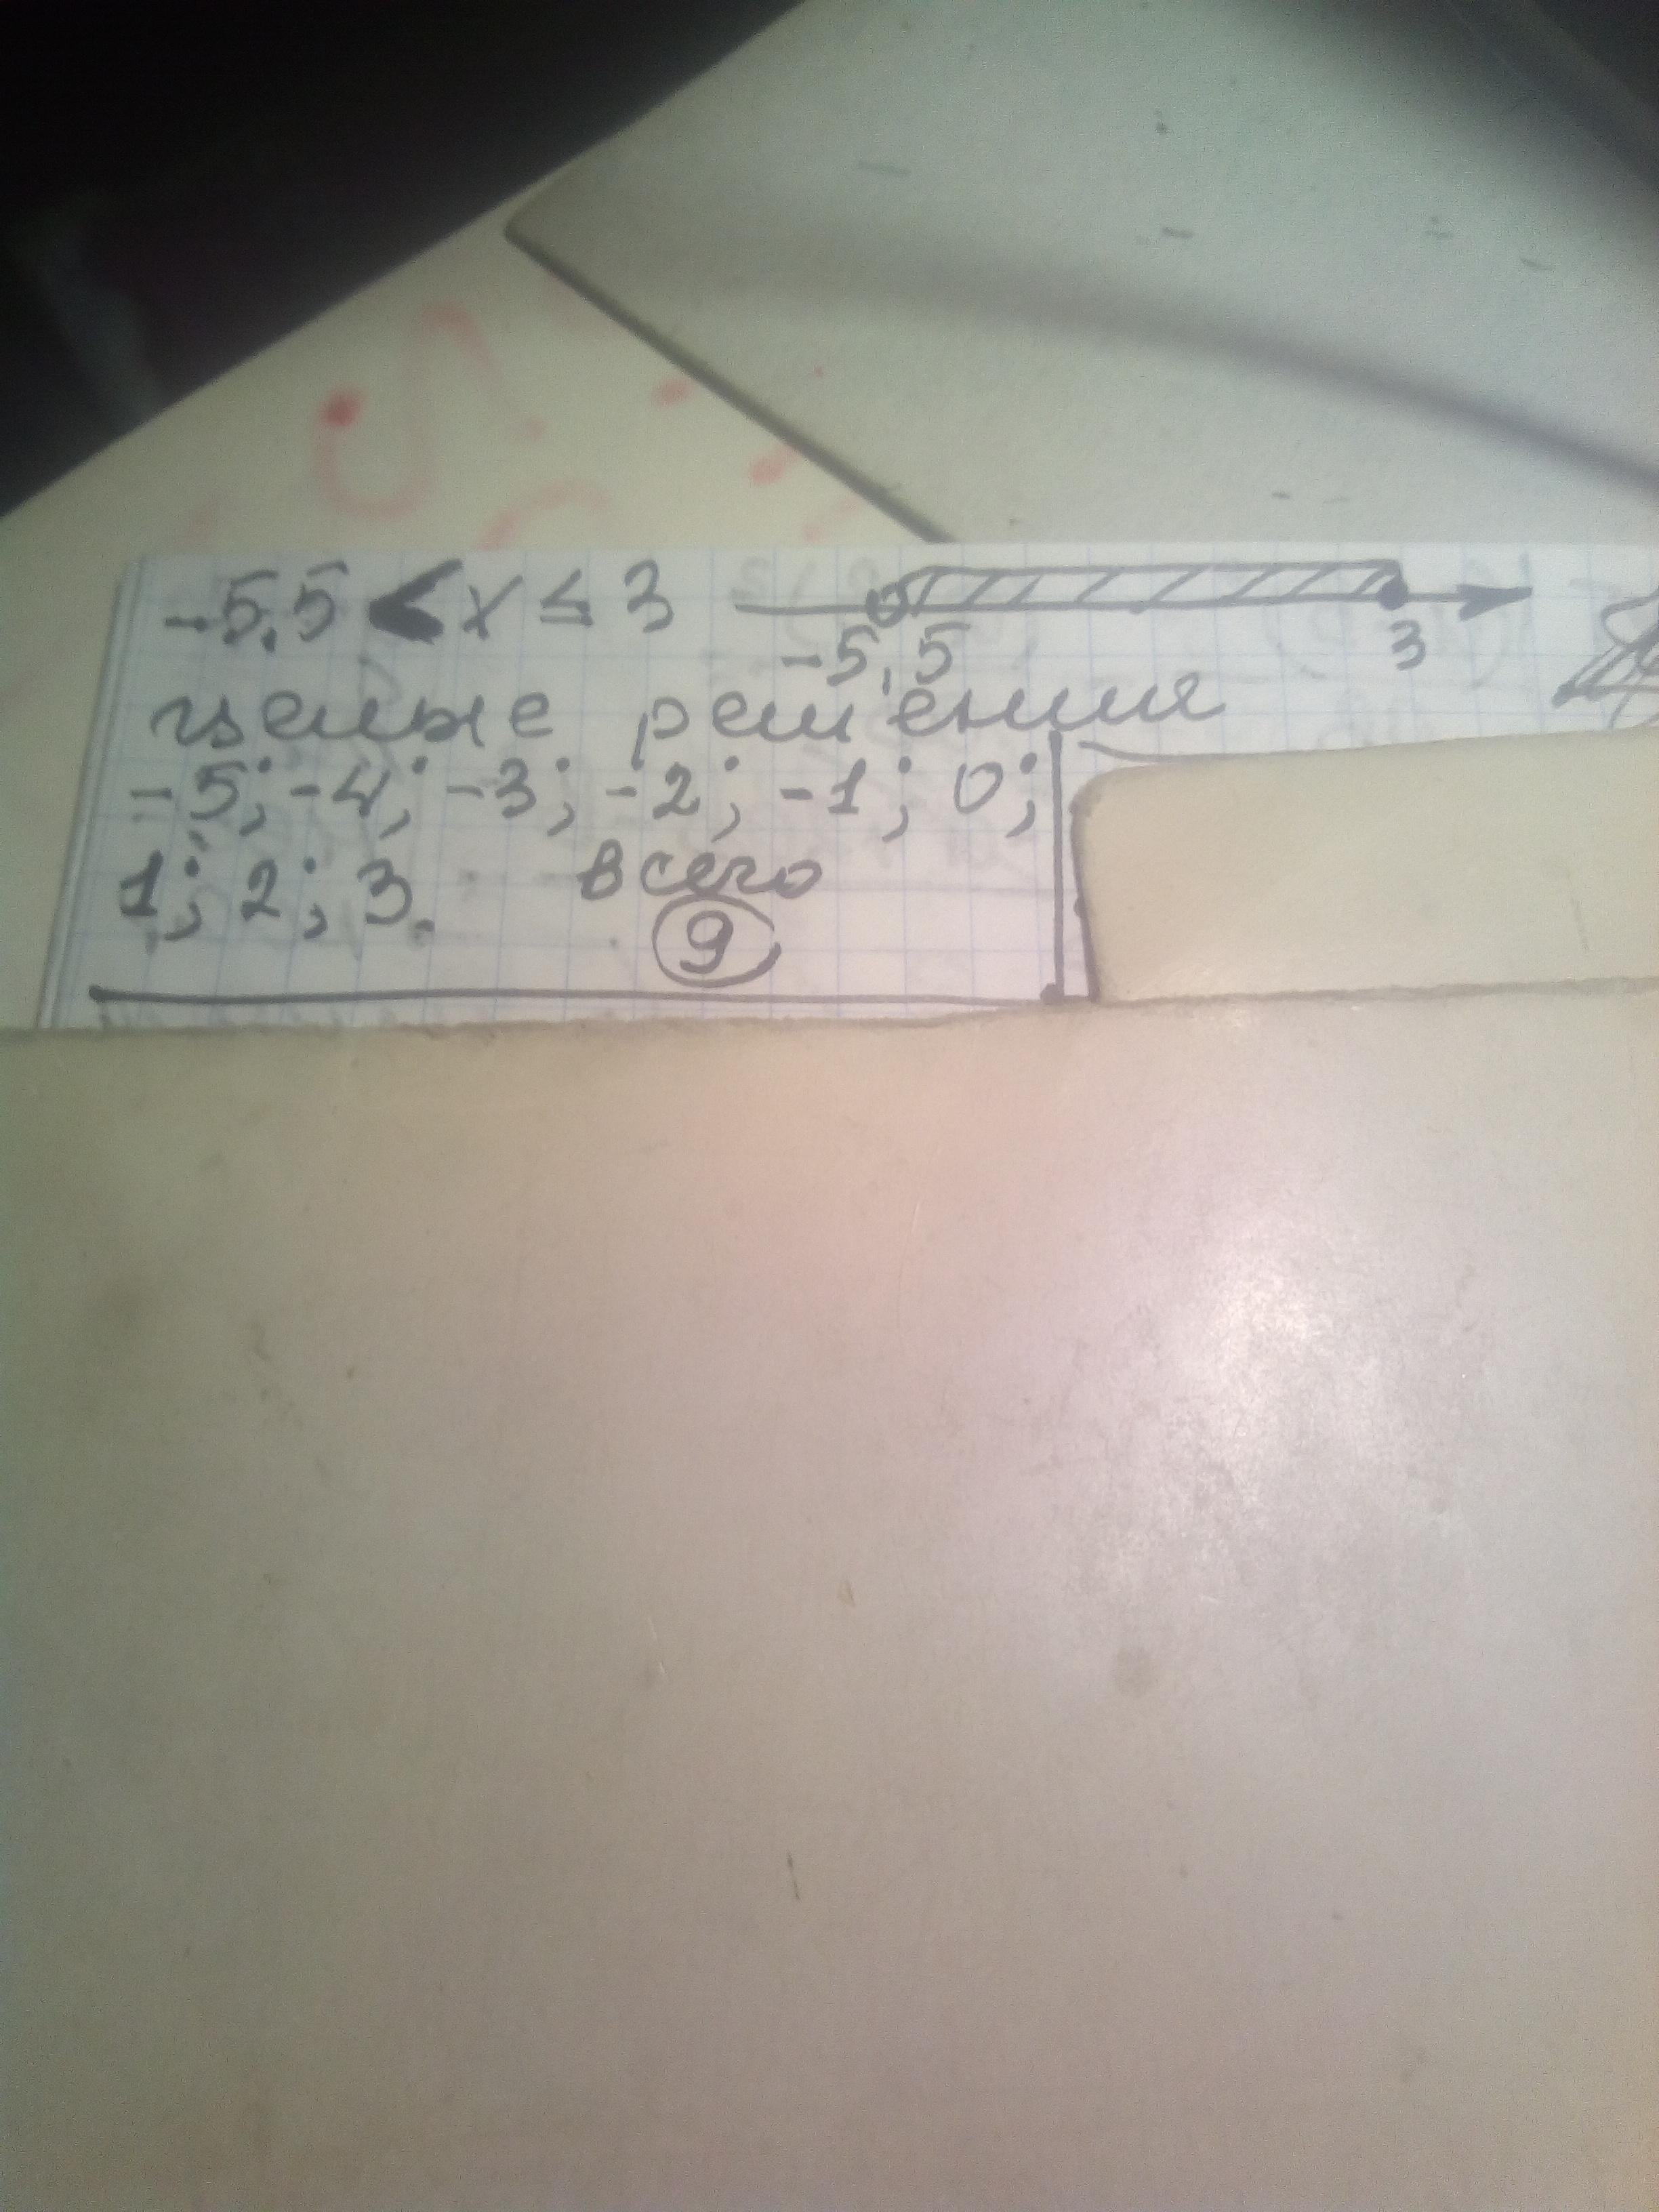 -5,5 < x ≤ 3
-5,5 3
целые решения
-5; -4; -3; -2; -1; 0;
1; 2; 3. всего
9